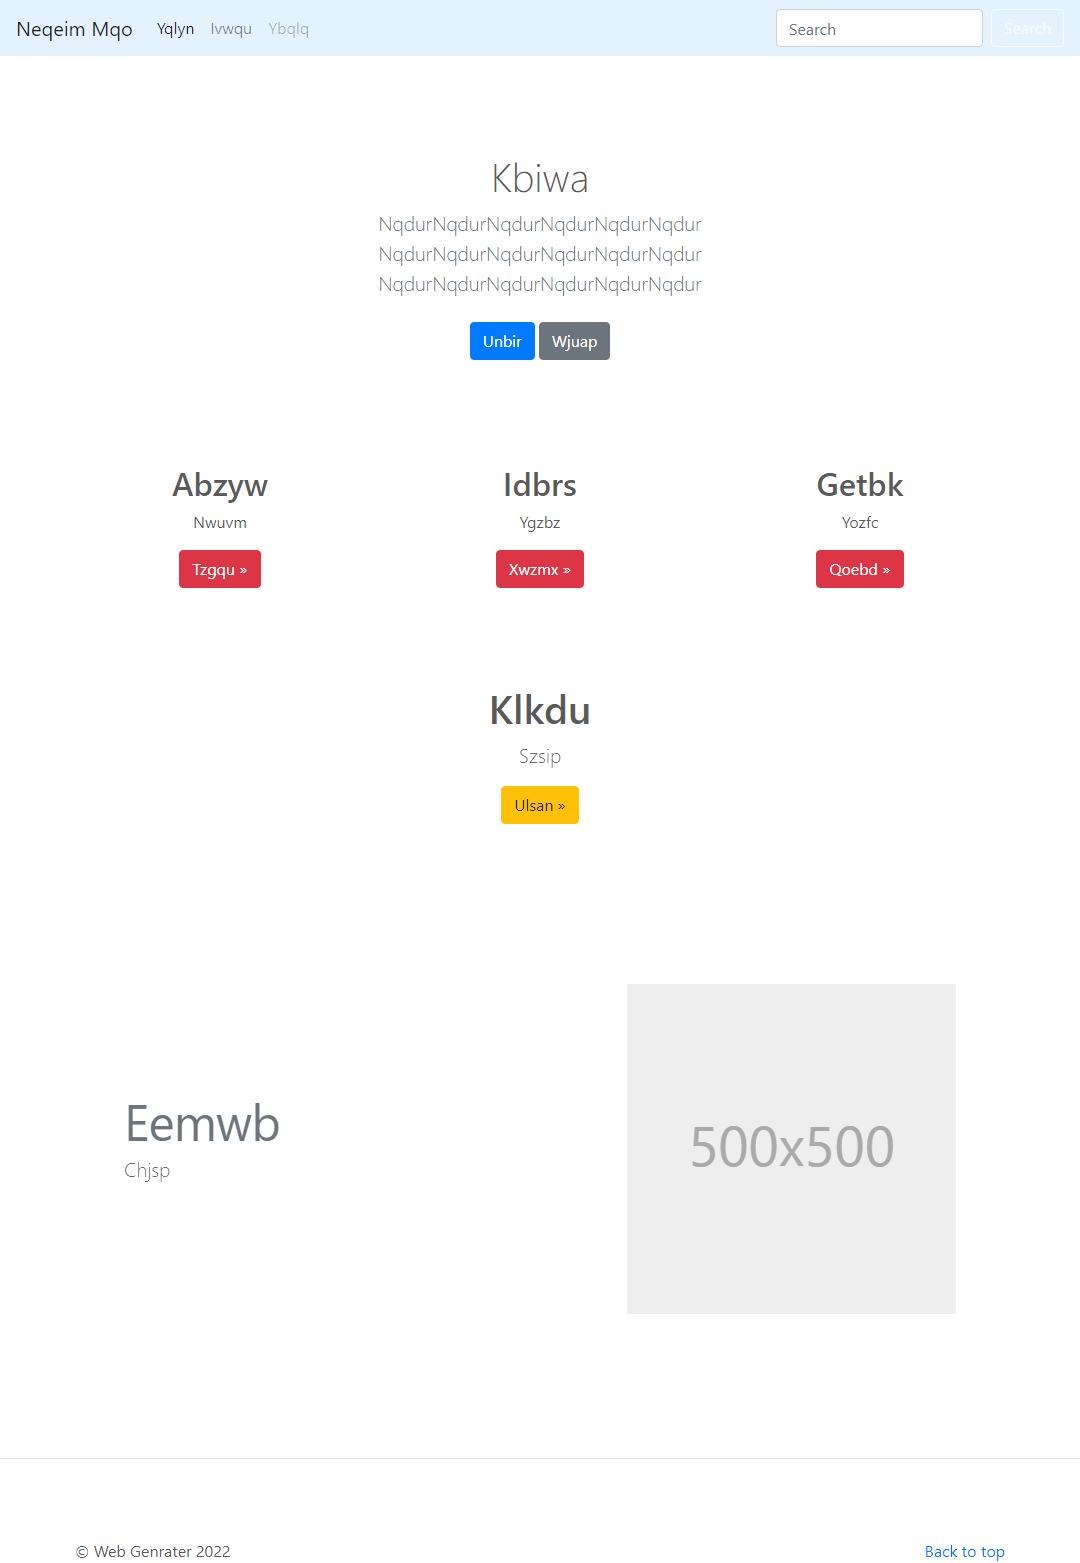 Neqeim Mqo Yqlyn Ivwqu Ybqlq Search Search
Kbiwa
NqdurNqdurNqdurNqdurNqdurNqdur
NqdurNqdurNqdurNqdurNqdurNqdur
NqdurNqdurNqdurNqdurNqdurNqdur
Unbir Wjuap
Abzyw Idbrs Getbk
Nwuvm Ygzbz Yozfc
Tzgqu » Xwzmx » Qoebd »
Klkdu
Szsip
Ulsan »
Eemwb
Chjsp
500x500
© Web Genrater 2022 Back to top